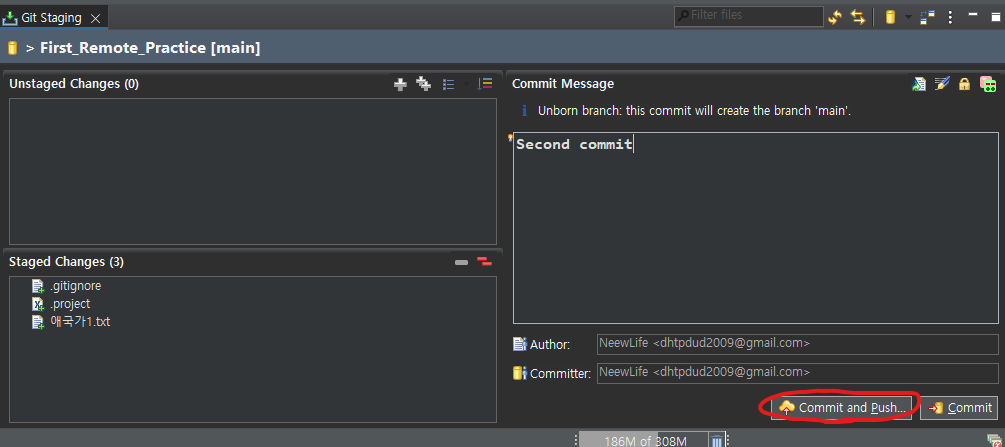 Git Staging
Filter files
> First_Remote_Practice [main]
Unstaged Changes (0)
Commit Message
Unborn branch: this commit will create the branch 'main'.
Second commit
Staged Changes (3)
.gitignore
.project
애국가1.txt
Author:
NeewLife <dhtpdud2009@gmail.com>
Committer:
NeewLife <dhtpdud2009@gmail.com>
Commit and Push...
Commit
186M of 308M